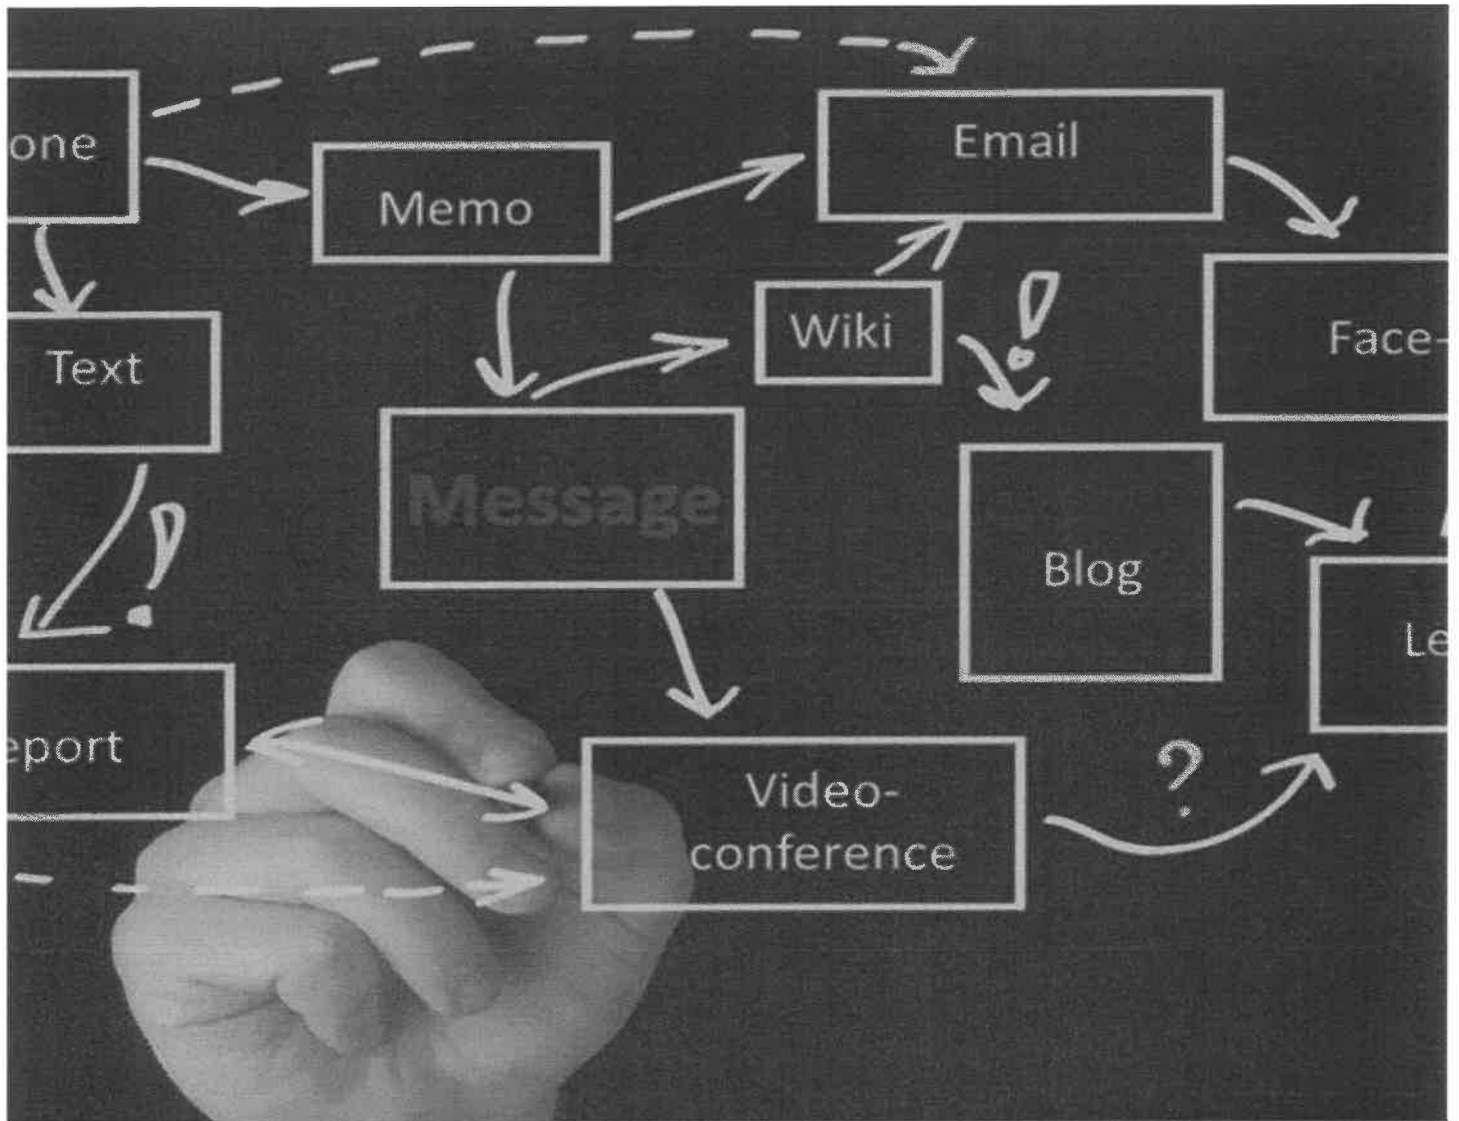 one
Email
Memo
!
Wiki
Face-
Text
Message
!
Blog
Le
eport
?
Video-
conference